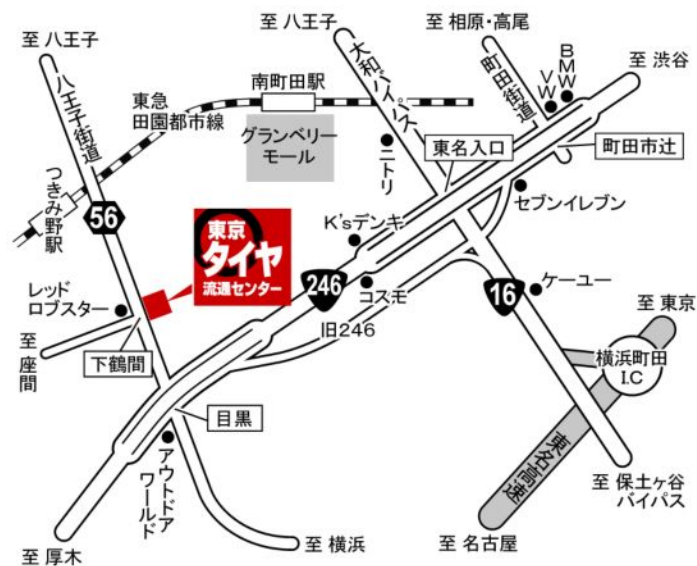 至 八王子
至 八王子
至 相原・高尾
至 渋谷
八王子街道
東急
田園都市線
南町田駅
グランベリー
モール
大和バイパス
町田街道
VW
BMW
ニトリ
東名入口
町田市辻
つきみ野駅
56
東京
タイヤ
流通センター
K'sデンキ
セブンイレブン
レッド
ロブスター
246
コスモ
16
ケーユー
旧246
至 東京
横浜町田
I.C
至 座間
下鶴間
目黒
アウトドア
ワールド
東名高速
至 保土ヶ谷
バイパス
至 厚木
至 横浜
至 名古屋